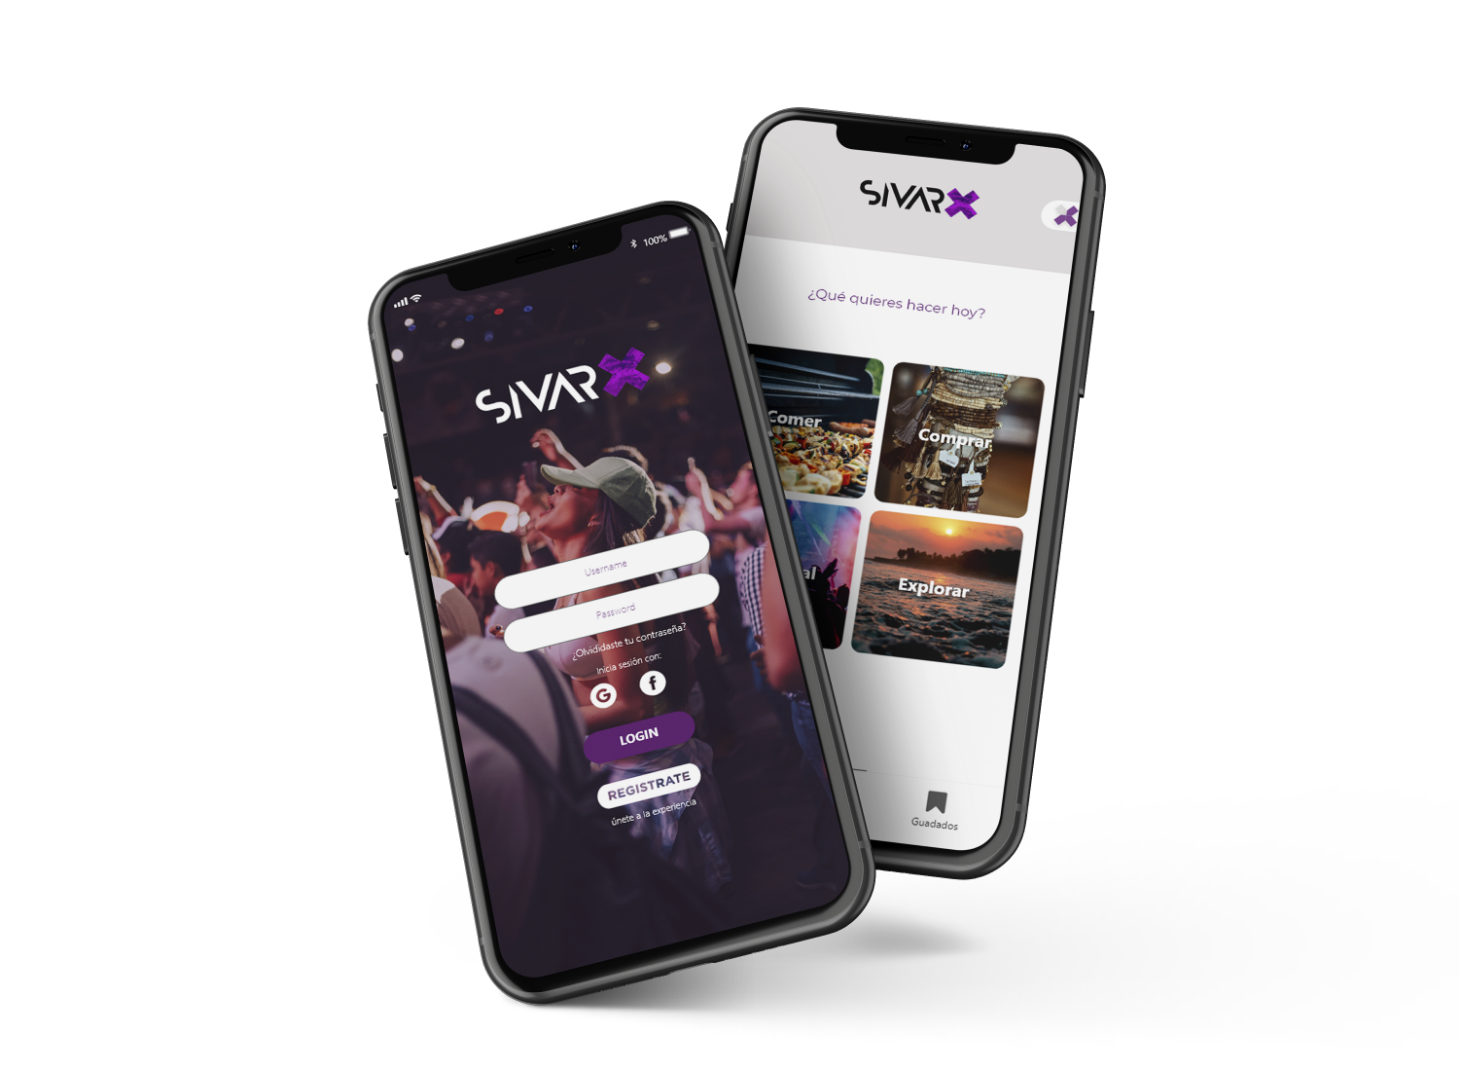 100%
SIVAR
Username
Password
¿Olvididaste tu contraseña?
Inicia sesión con:
G f
LOGIN
REGISTRATE
únete a la experiencia
SIVAR
¿Qué quieres hacer hoy?
Comer
Comprar
al
Explorar
Guadados